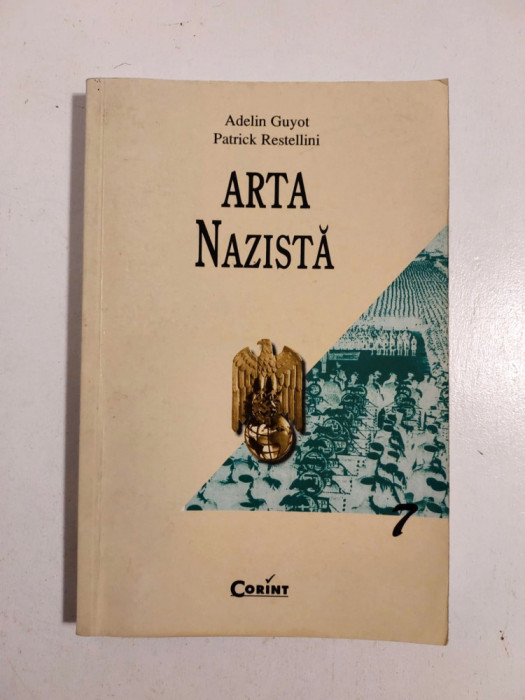 Adelin Guyot
Patrick Restellini
ARTA
NAZISTĂ
7
CORINT